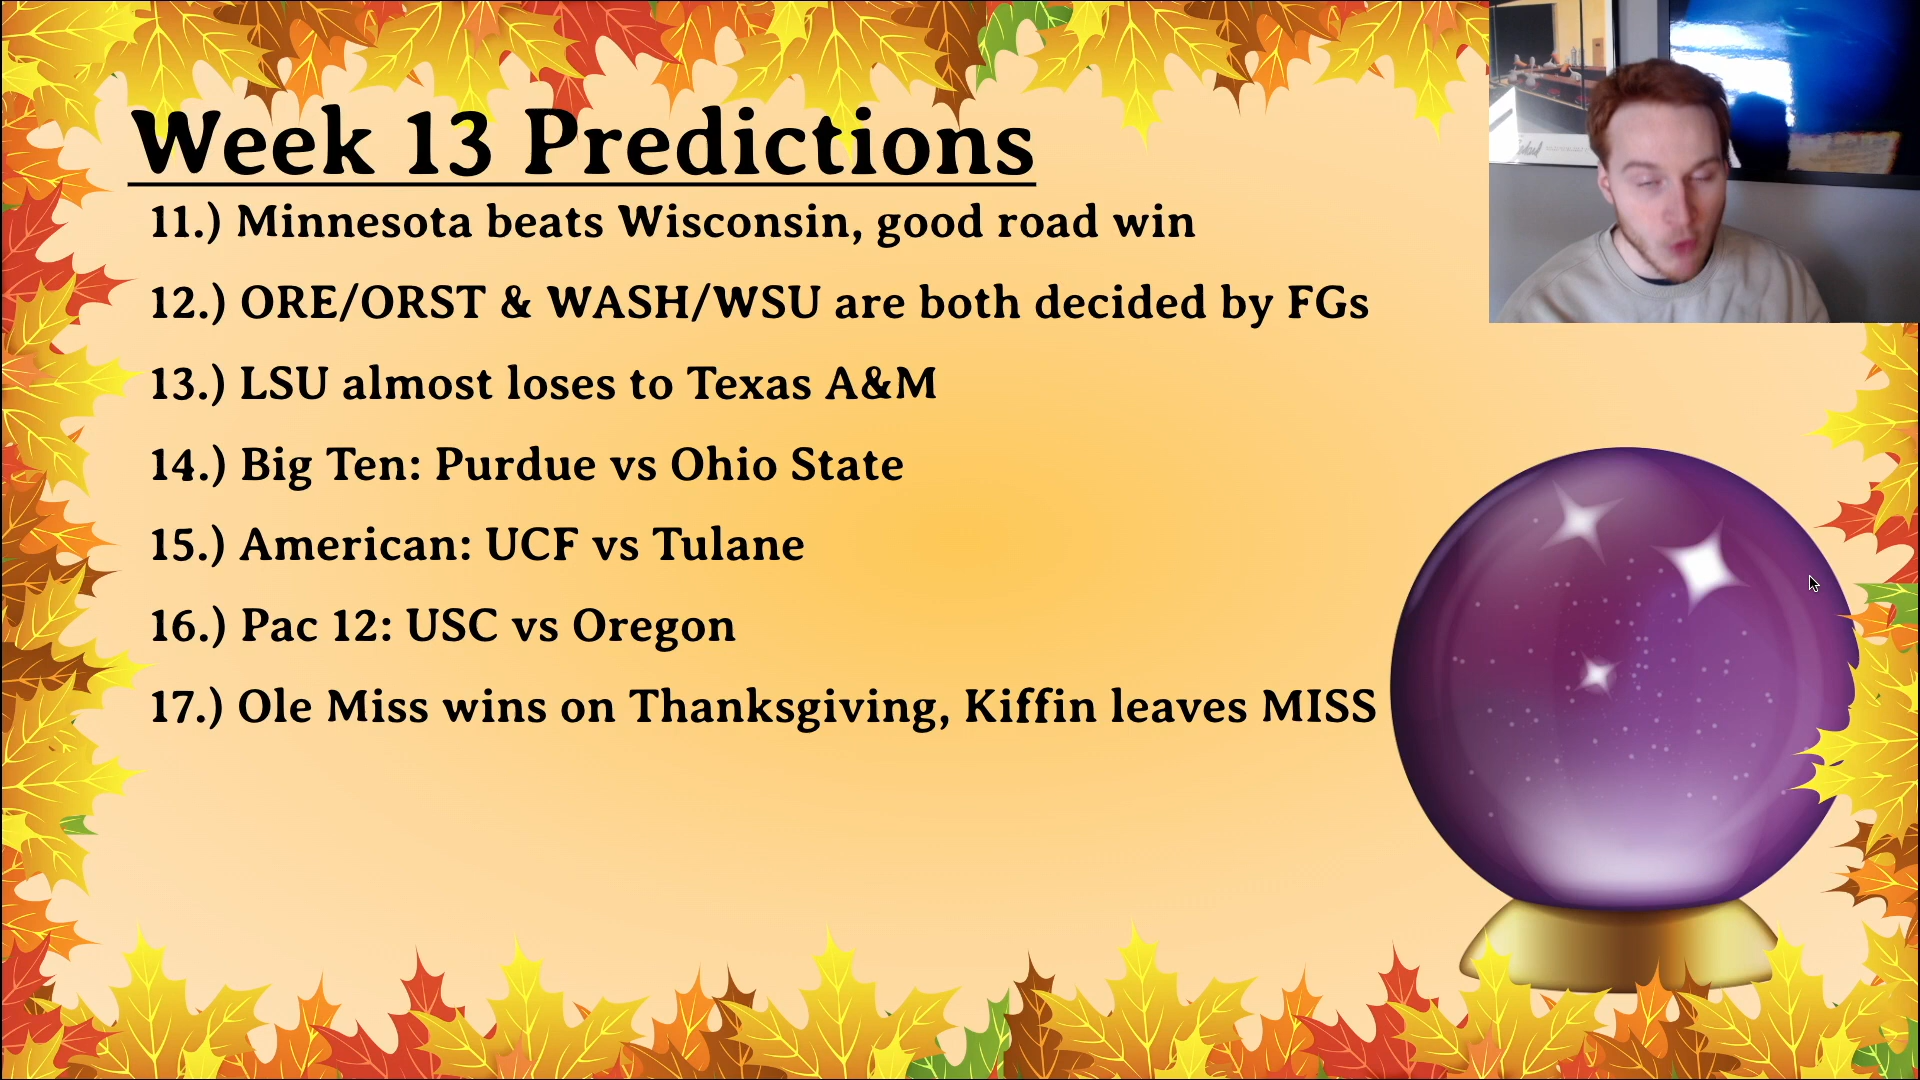 Week 13 Predictions
11.) Minnesota beats Wisconsin, good road win
12.) ORE/ORST & WASH/WSU are both decided by FGs
13.) LSU almost loses to Texas A&M
14.) Big Ten: Purdue vs Ohio State
15.) American: UCF vs Tulane
16.) Pac 12: USC vs Oregon
17.) Ole Miss wins on Thanksgiving, Kiffin leaves MISS